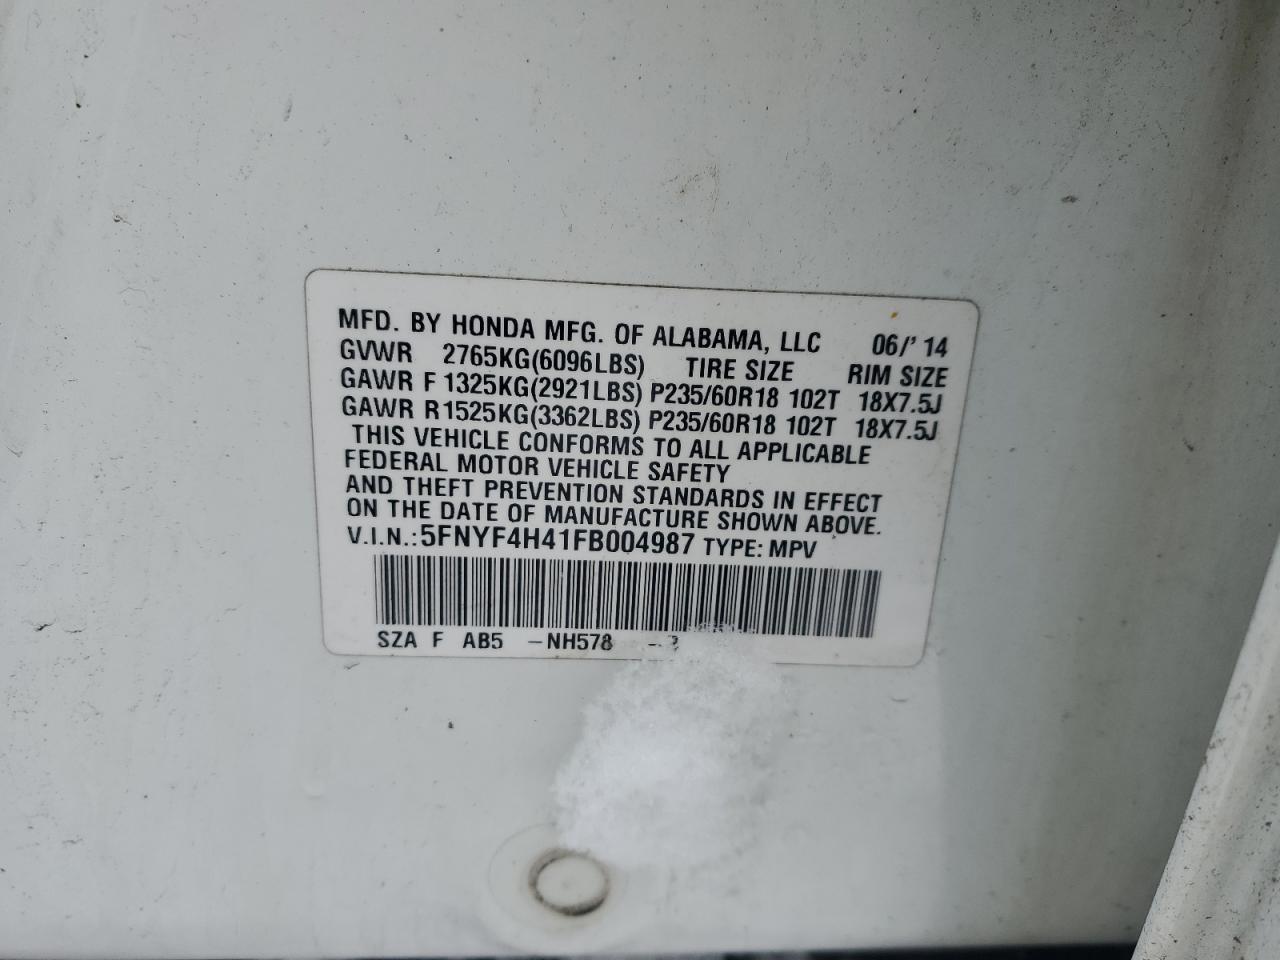 MFD. BY HONDA MFG. OF ALABAMA, LLC 06/' 14
GVWR 2765KG(6096LBS) TIRE SIZE RIM SIZE
GAWR F 1325KG(2921LBS) P235/60R18 102T 18X7.5J
GAWR R1525KG(3362LBS) P235/60R18 102T 18X7.5J
THIS VEHICLE CONFORMS TO ALL APPLICABLE
FEDERAL MOTOR VEHICLE SAFETY
AND THEFT PREVENTION STANDARDS IN EFFECT
ON THE DATE OF MANUFACTURE SHOWN ABOVE.
V.I.N.:5FNYF4H41FB004987 TYPE: MPV
SZA F AB5 -NH578